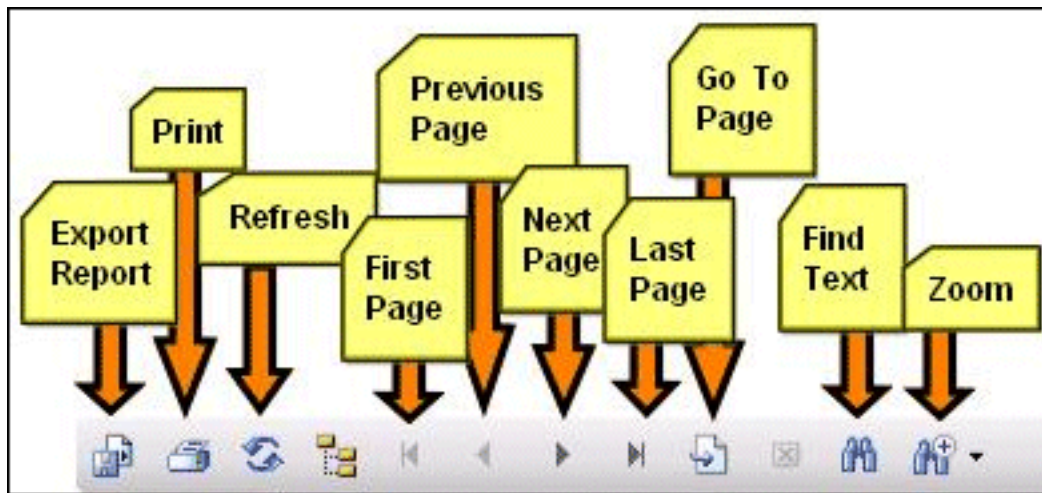 Export
Report
Print
Refresh
First
Page
Previous
Page
Next
Page
Last
Page
Go To
Page
Find
Text
Zoom